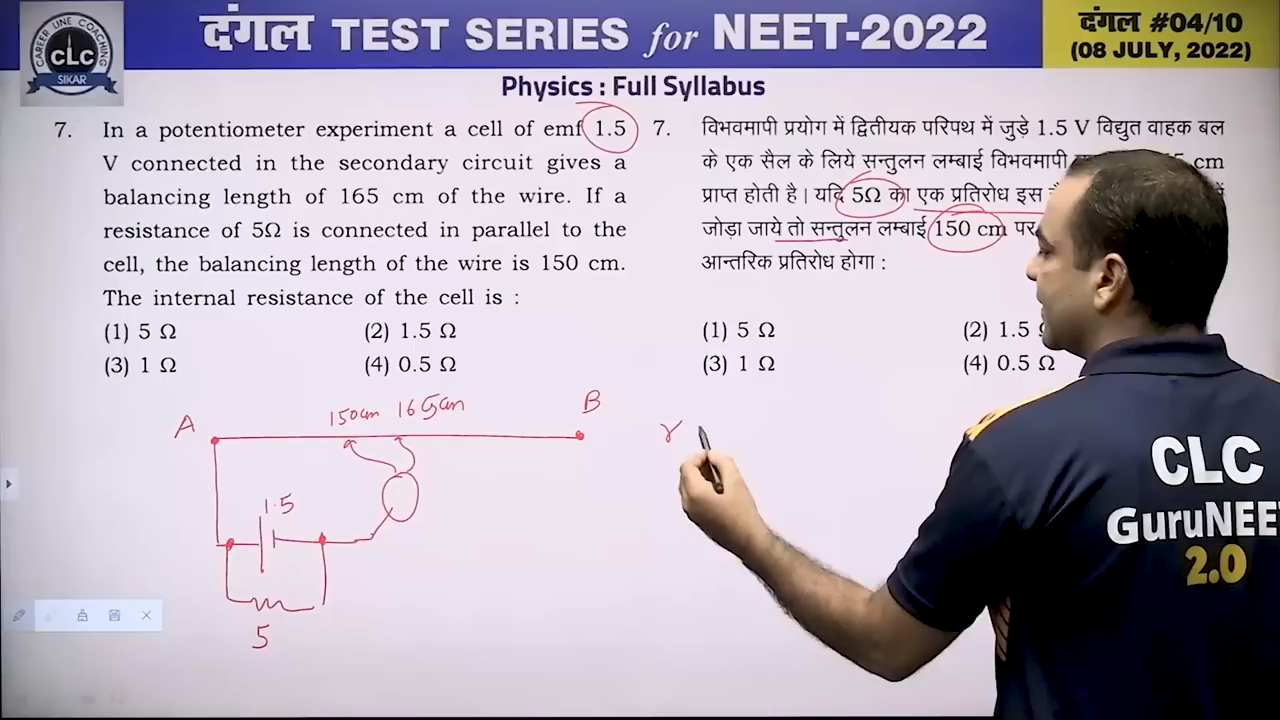 CAREER LINE COACHING
CLC
SIKAR
दंगल TEST SERIES for NEET-2022
दंगल #04/10
(08 JULY, 2022)
Physics : Full Syllabus
7. In a potentiometer experiment a cell of emf 1.5
V connected in the secondary circuit gives a
balancing length of 165 cm of the wire. If a
resistance of 5Ω is connected in parallel to the
cell, the balancing length of the wire is 150 cm.
The internal resistance of the cell is :
(1) 5 Ω (2) 1.5 Ω
(3) 1 Ω (4) 0.5 Ω
7. विभवमापी प्रयोग में द्वितीयक परिपथ में जुड़े 1.5 V विद्युत वाहक बल
के एक सैल के लिये सन्तुलन लम्बाई विभवमापी cm
प्राप्त होती है। यदि 5Ω का एक प्रतिरोध इस
जोड़ा जाये तो सन्तुलन लम्बाई 150 cm पर
आन्तरिक प्रतिरोध होगा :
(1) 5 Ω (2) 1.5
(3) 1 Ω (4) 0.5 Ω
A 150cm 165cm B
1.5
5
r
CLC
GuruNEE
2.0